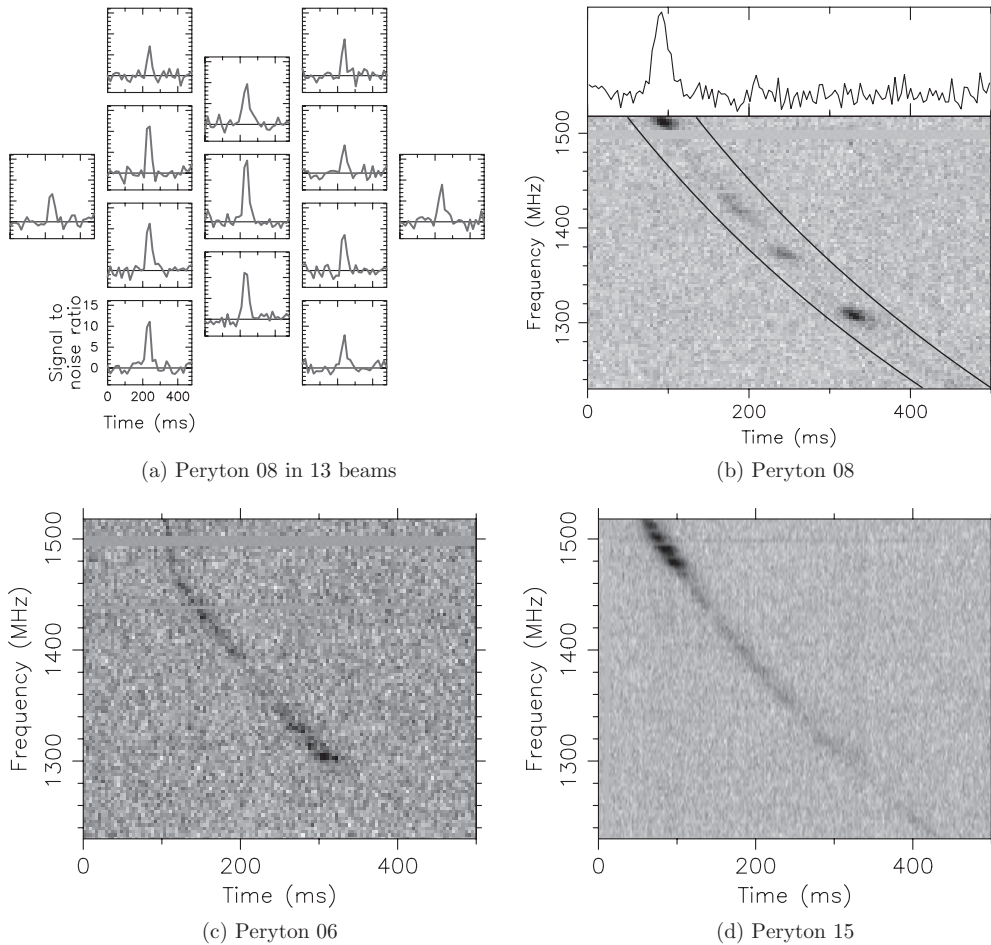 Signal to
noise ratio
15
10
5
0
0 200 400
Time (ms)
(a) Peryton 08 in 13 beams
Frequency (MHz)
1500
1400
1300
0 200 400
Time (ms)
(b) Peryton 08
Frequency (MHz)
1500
1400
1300
0 200 400
Time (ms)
(c) Peryton 06
Frequency (MHz)
1500
1400
1300
0 200 400
Time (ms)
(d) Peryton 15